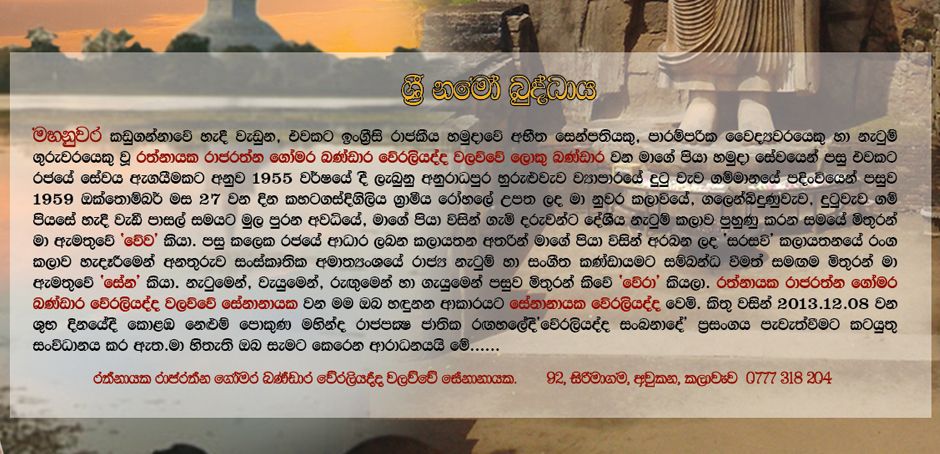 ශ්‍රී නමෝ බුද්ධාය
මහනුවර කඩුගන්නාවේ හැදී වැඩුන, එවකට ඉංග්‍රීසි රාජකීය හමුදාවේ අභීත සෙන්පතියකු, පාරම්පරික වෛද්‍යවරයෙකු හා නැටුම්
ගුරුවරයෙකු වූ රත්නායක රාජරත්න ගෝමර බණ්ඩාර වේරලියද්ද වලව්වේ ලොකු බණ්ඩාර වන මාගේ පියා හමුදා සේවයෙන් පසු එවකට
රජයේ සේවය ඇගයීමකට අනුව 1955 වර්ෂයේ දී ලැබුනු අනුරාධපුර හුරුළුවැව ව්‍යාපාරයේ දුටු වැව ගම්මානයේ පදිංචියෙන් පසුව
1959 ඔක්තොම්බර් මස 27 වන දින කහටගස්දිගිලිය ග්‍රාමීය රෝහලේ උපත ලද මා නුවර කලාවියේ, ගලෙන්බිඳුණුවැව, දුටුවැව ගම්
පියසේ හැදී වැඩී පාසල් සමයට මුල පුරන අවධියේ, මාගේ පියා විසින් ගැමි දරුවන්ට දේශීය නැටුම් කලාව පුහුණු කරන සමයේ මිතුරන්
මා ඇමතුවේ 'වේව' කියා. පසු කලෙක රජයේ ආධාර ලබන කලායතන අතරින් මාගේ පියා විසින් අරඹන ලද 'සරසවි' කලායතනයේ රංග
කලාව හැදෑරීමෙන් අනතුරුව සංස්කෘතික අමාත්‍යංශයේ රාජ්‍ය නැටුම් හා සංගීත කණ්ඩායමට සම්බන්ධ වීමත් සමඟම මිතුරන් මා
ඇමතුවේ 'සේන' කියා. නැටුමෙන්, වැයුමෙන්, රුඟුමෙන් හා ගැයුමෙන් පසුව මිතුරන් කීවේ 'වේරා' කියලා. රත්නායක රාජරත්න ගෝමර
බණ්ඩාර වේරලියද්ද වලව්වේ සේනානායක වන මම ඔබ හඳුනන ආකාරයට සේනානායක වේරලියද්ද වෙමි. කිතු වසින් 2013.12.08 වන
ශුභ දිනයේදී කොළඹ නෙළුම් පොකුණ මහින්ද රාජපක්ෂ ජාතික රඟහලේදී'වේරලියද්ද සංඛනාදේ' ප්‍රසංගය පැවැත්වීමට කටයුතු
සංවිධානය කර ඇත.මා හිතැති ඔබ සැමට කෙරෙන ආරාධනයයි මේ......
රත්නායක රාජරත්න ගෝමර බණ්ඩාර වේරලියද්ද වලව්වේ සේනානායක. 92, සිරිමාගම, අවුකන, කලාවැව 0777 318 204